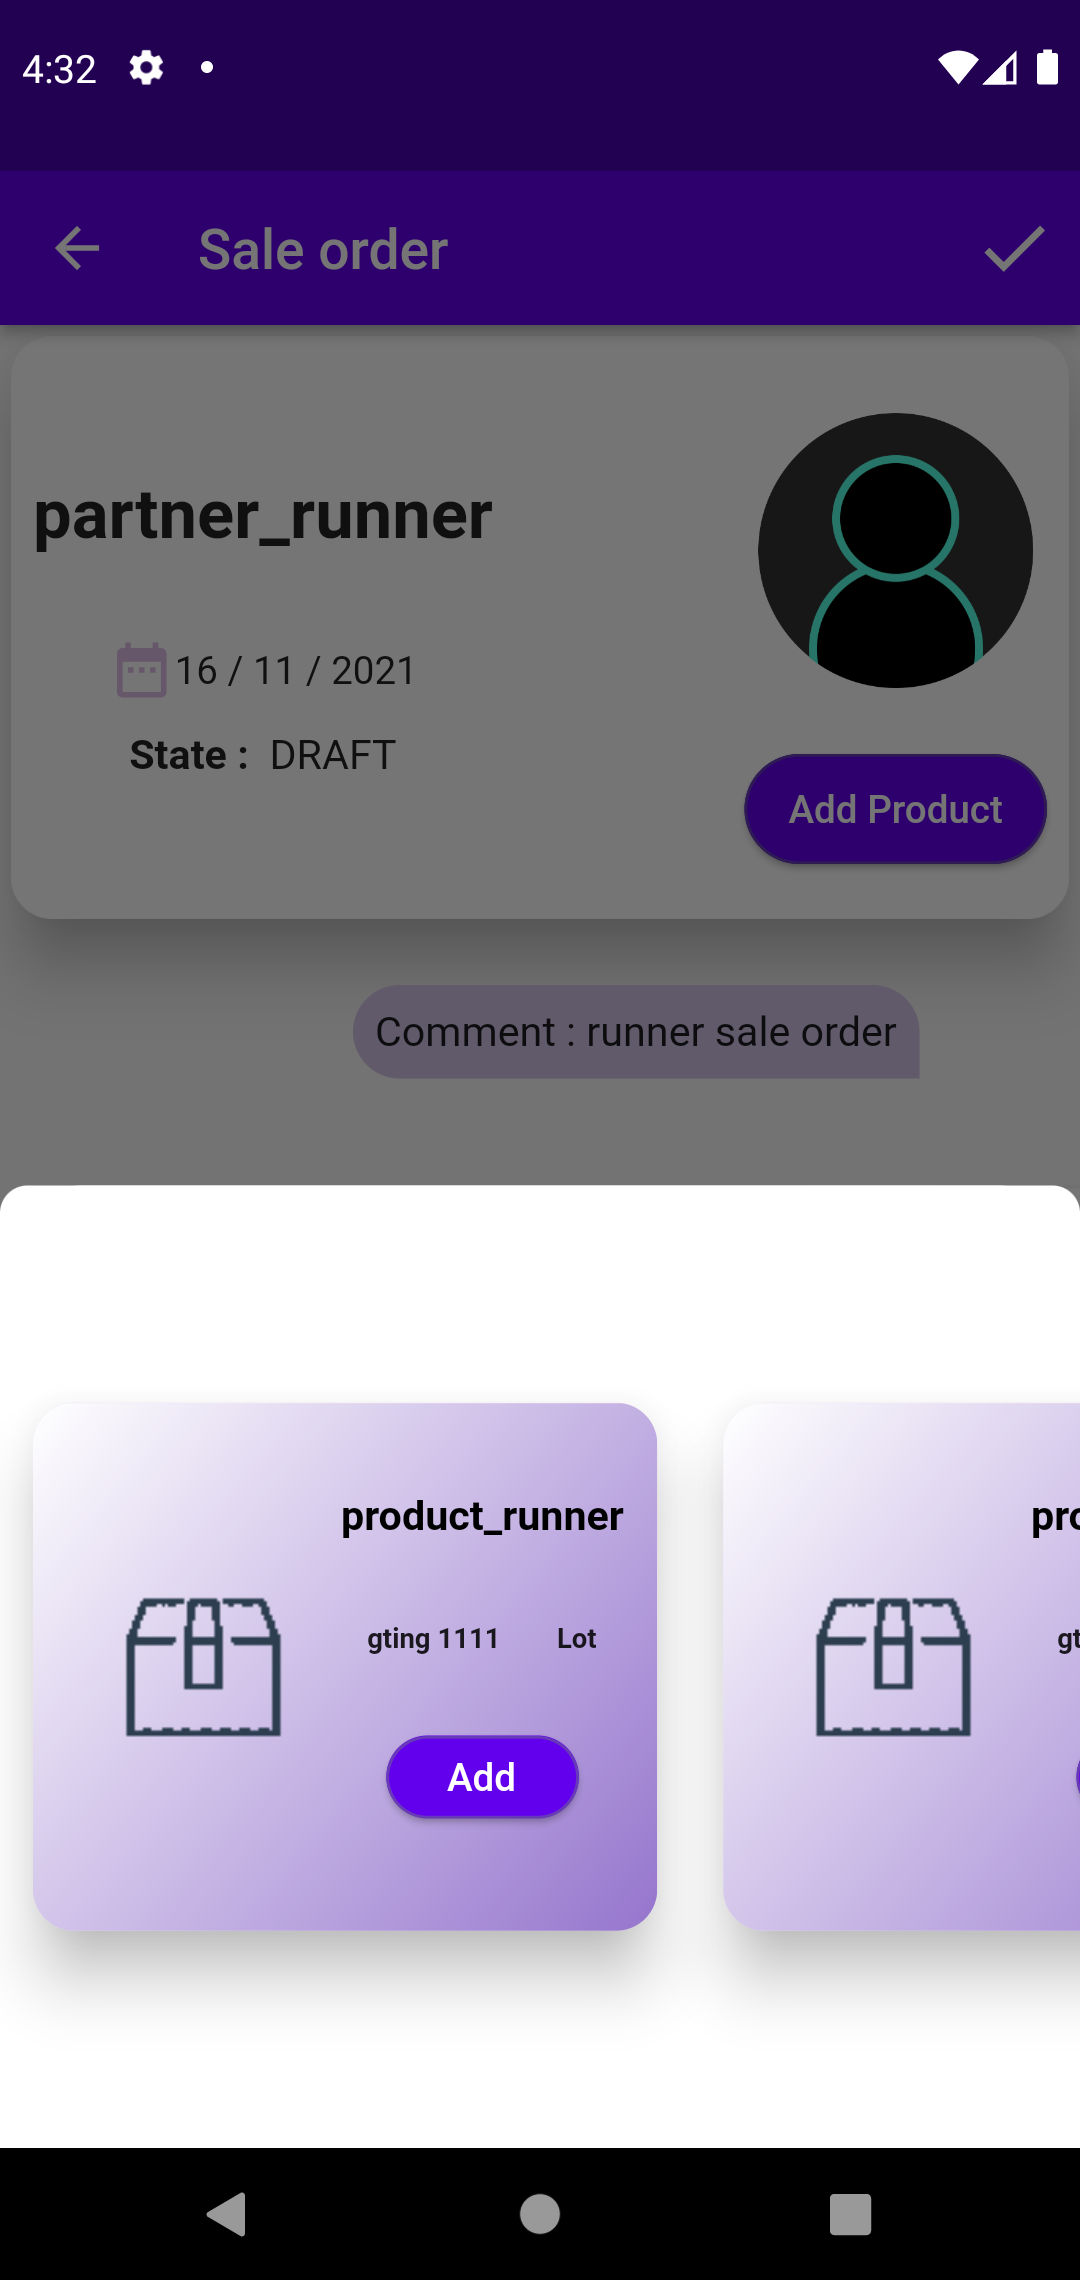 4:32
Sale order
partner_runner
16 / 11 / 2021
State : DRAFT
Add Product
Comment : runner sale order
product_runner
gting 1111 Lot
Add
pro
gt